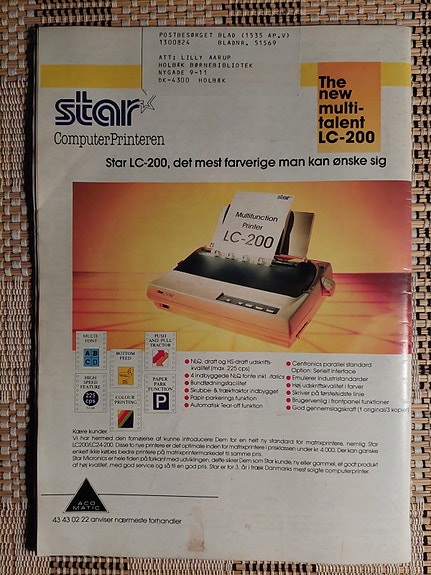 POSTBESØRGET BLAD (1535 AP.V)
1300824 BLADNR. 51569
ATT: LILLY AARUP
HOLBÆK BØRNEBIBLIOTEK
NYGADE 9-11
DK-4300 HOLBÆK
star
ComputerPrinteren
The
new
multi-
talent
LC-200
Star LC-200, det mest farverige man kan ønske sig
star
Multifunction
Printer
LC-200
MULTI
FONT
A B
C D
BOTTOM
FEED
PUSH
AND PULL
TRACTOR
HIGH
SPEED
FEATURE
225
cps
COLOUR
PRINTING
PAPER
PARK
FUNCTION
P
NLQ, draft og HS-draft udskrifts-
kvalitet (max. 225 cps)
4 indbyggede NLQ fonte inkl. italics
Bundfødningsfacilitet
Skubbe- & træktraktor indbygget
Papir-parkerings funktion
Automatisk tear-off funktion
Centronics parallel standard
Option: Seriell Interface
Emulerer Industristandarder
Høj udskriftskvalitet i farver
Skriver på første/sidste linie
Brugervenlig i frontpanel funktioner
God gennemslagskraft (1 original/3 kopier)
Kære kunder.
Vi har hermed den fornøjelse at kunne introducere Dem for en helt ny standard for matrixprintere, nemlig Star
LC200/LC24-200. Disse to nye printere er det optimale inden for matrixprintere i prisklassen under kr. 4.000. Der kan ganske
enkelt ikke købes bedre printere på matrixprintermarkedet til samme pris.
Star Micronics er hele tiden på forkant med udviklingen, dette sikrer Dem som Star kunde, ny eller gammel, et godt produkt
af høj kvalitet, med god service og så til en god pris. Star er for 3. år i træk Danmarks mest solgte computerprinter.
ACO
MATIC
43 43 02 22 anviser nærmeste forhandler